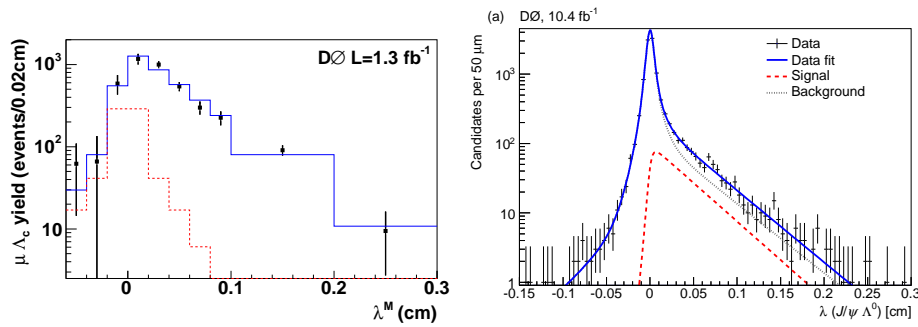 DØ L=1.3 fb⁻¹
μ Λ_c yield (events/0.02cm)
10³
10²
10
0 0.1 0.2 0.3
λᴹ (cm)
(a) DØ, 10.4 fb⁻¹
Candidates per 50 μm
Data
Data fit
Signal
Background
10³
10²
10
1
-0.15 -0.1 -0.05 0 0.05 0.1 0.15 0.2 0.25 0.3
λ (J/ψ Λ⁰) [cm]